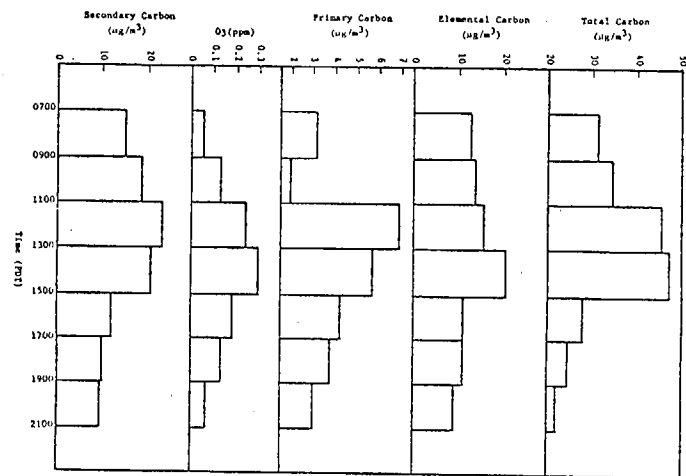 Secondary Carbon
(µg/m³)
0 10 20
O₃(ppm)
0 0.1 0.2 0.3
Primary Carbon
(µg/m³)
2 3 4 5 6 7
Elemental Carbon
(µg/m³)
0 10 20
Total Carbon
(µg/m³)
20 30 40 50
0700
0900
1100
1300
1500
1700
1900
2100
Time (PDT)